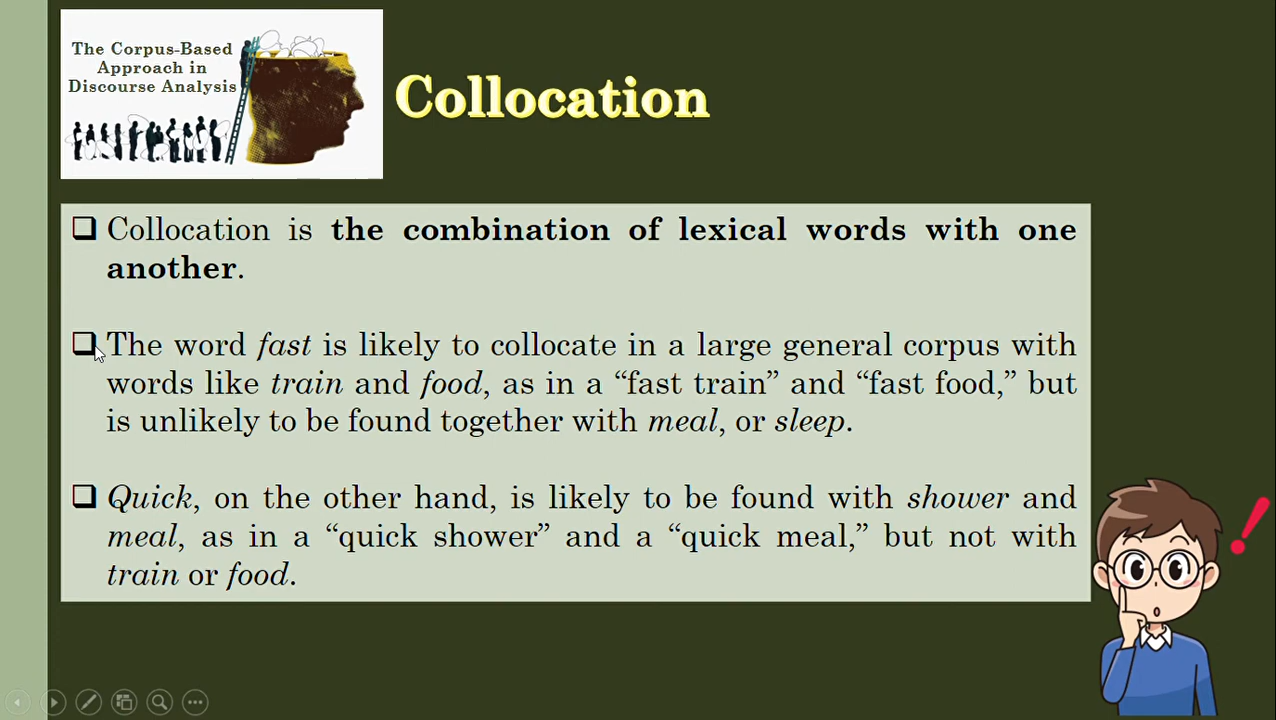 The Corpus-Based
Approach in
Discourse Analysis
Collocation
Collocation is the combination of lexical words with one
another.
The word fast is likely to collocate in a large general corpus with
words like train and food, as in a “fast train” and “fast food,” but
is unlikely to be found together with meal, or sleep.
Quick, on the other hand, is likely to be found with shower and
meal, as in a “quick shower” and a “quick meal,” but not with
train or food.